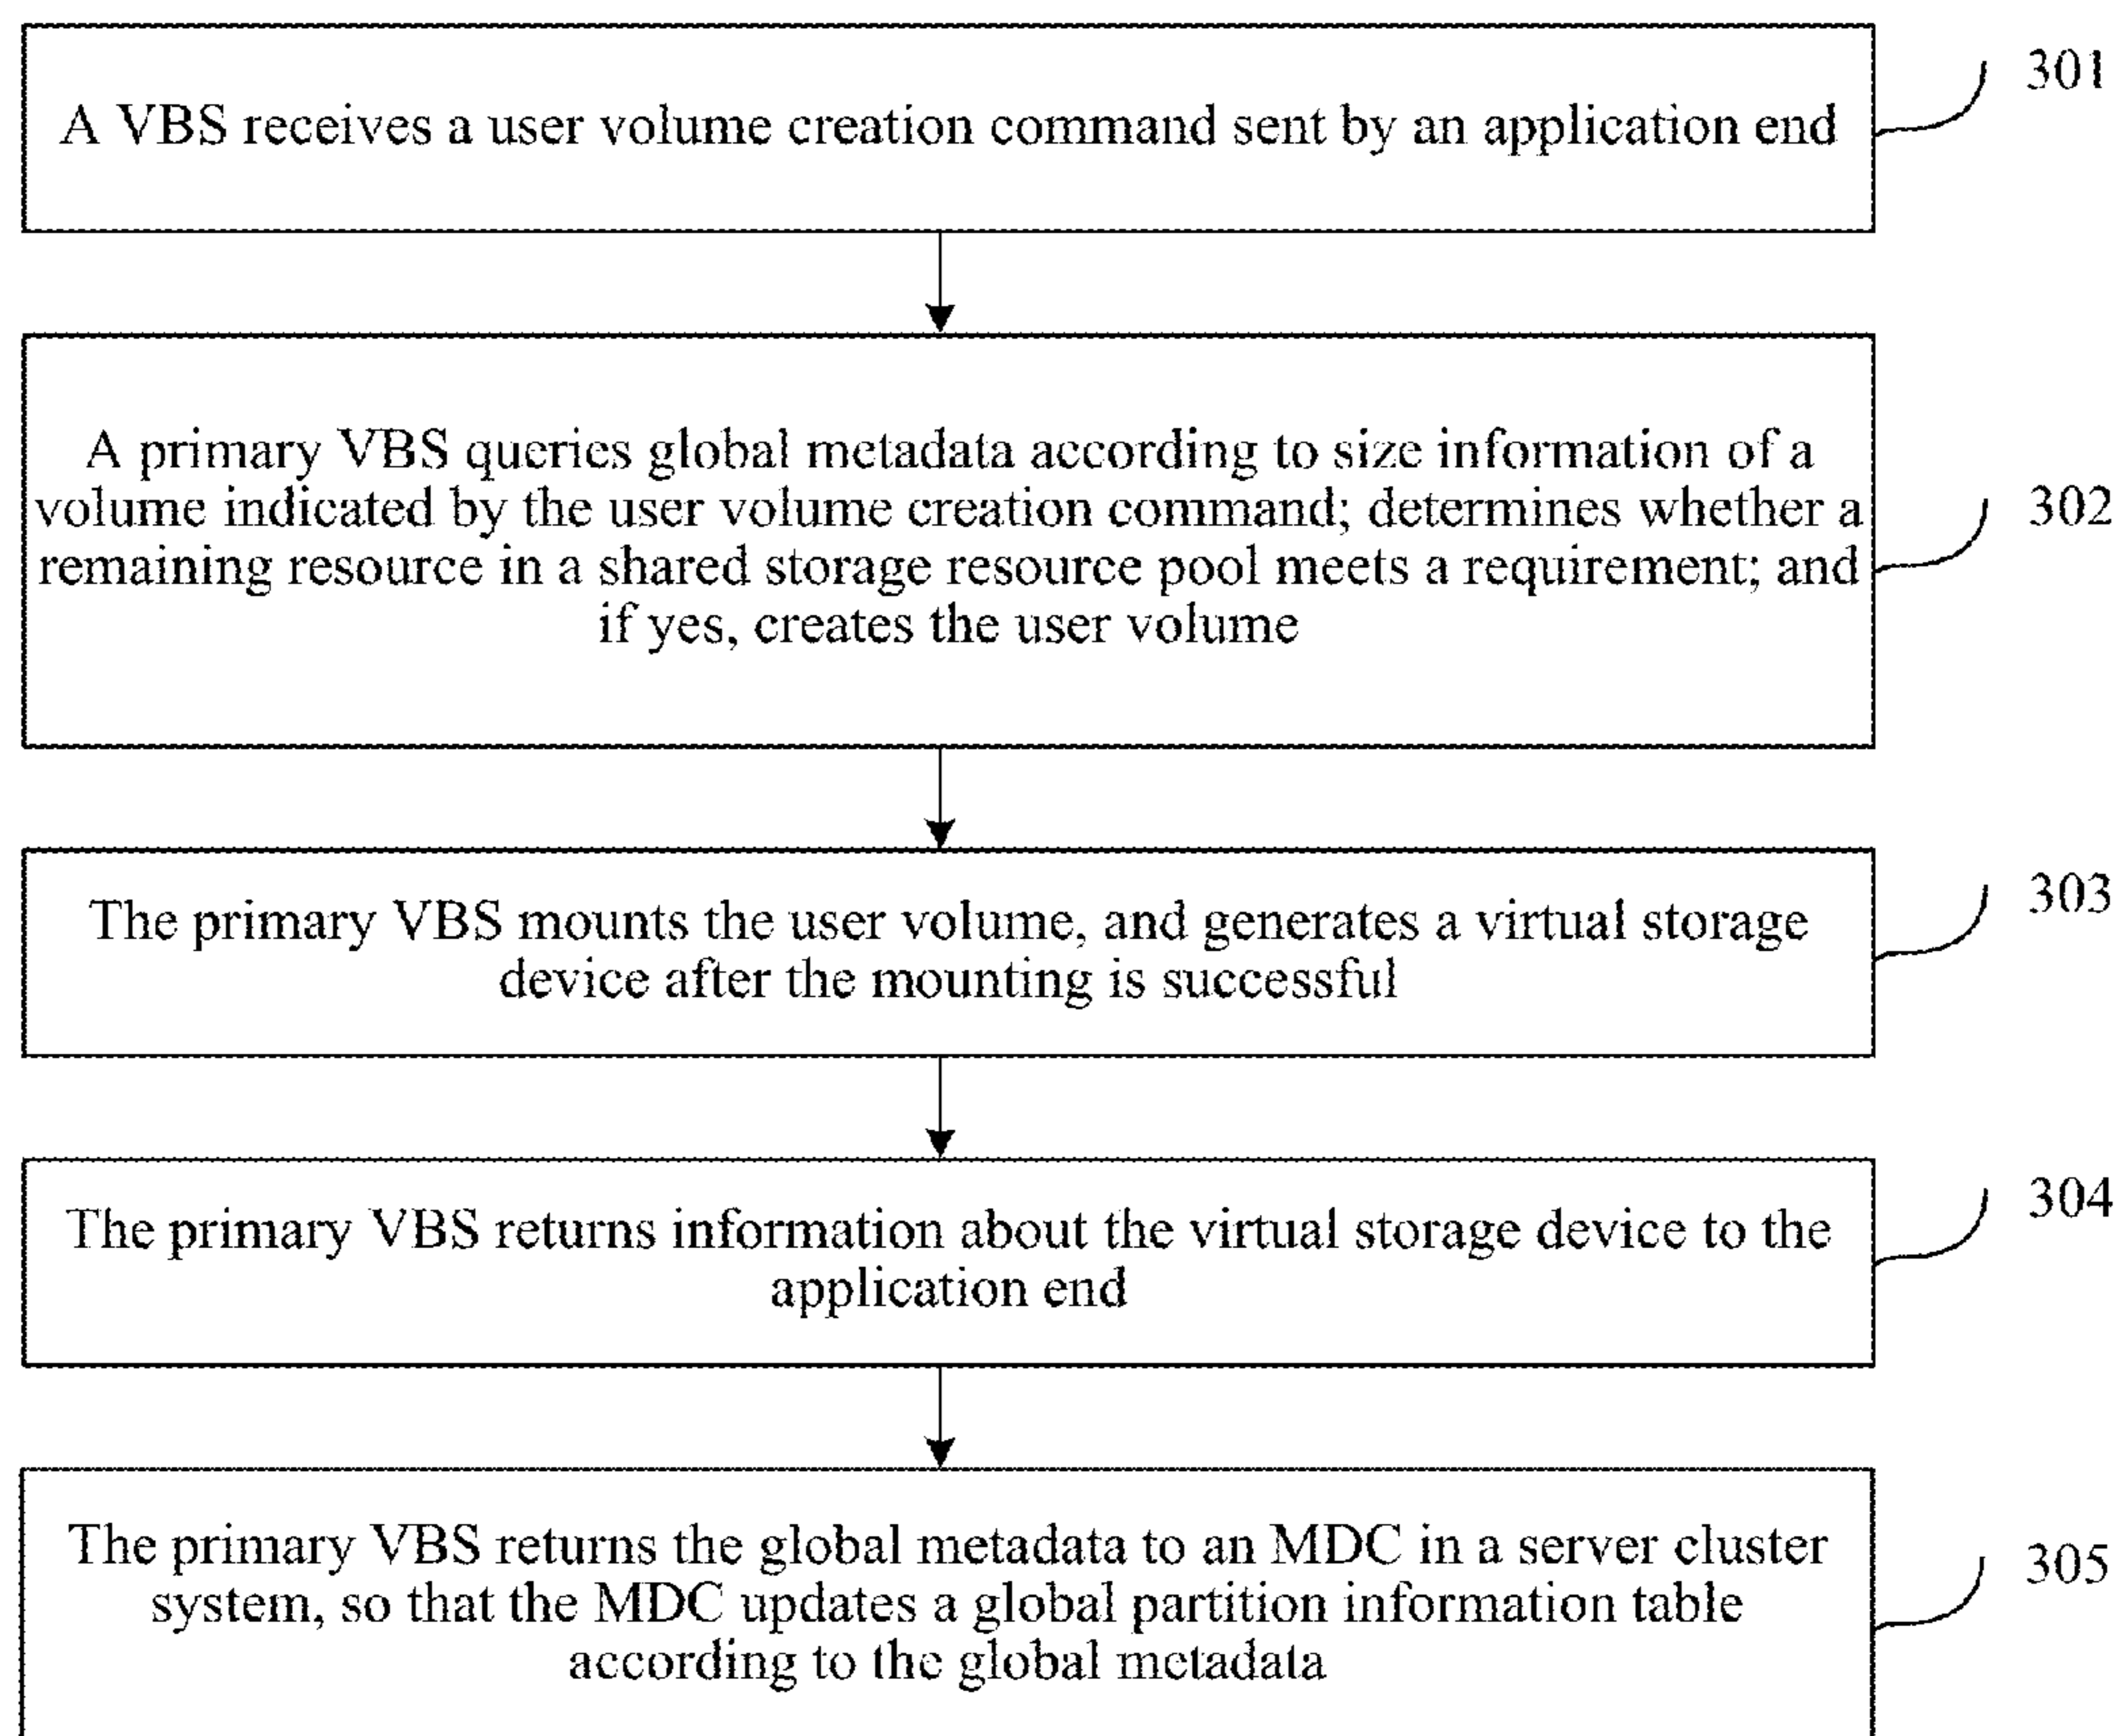 A VBS receives a user volume creation command sent by an application end
301
A primary VBS queries global metadata according to size information of a
volume indicated by the user volume creation command; determines whether a
remaining resource in a shared storage resource pool meets a requirement; and
if yes, creates the user volume
302
The primary VBS mounts the user volume, and generates a virtual storage
device after the mounting is successful
303
The primary VBS returns information about the virtual storage device to the
application end
304
The primary VBS returns the global metadata to an MDC in a server cluster
system, so that the MDC updates a global partition information table
according to the global metadata
305